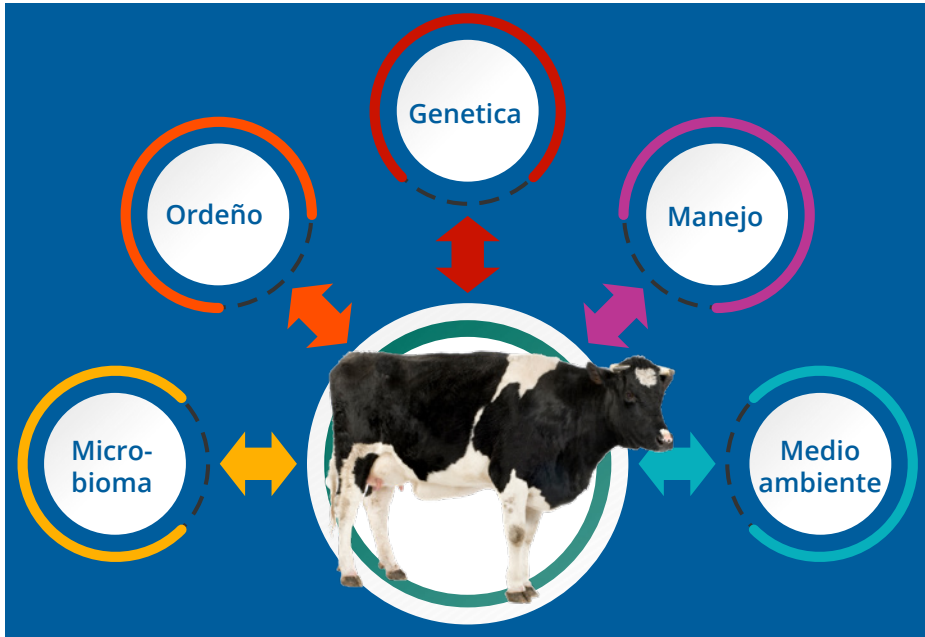 Genetica
Ordeño
Manejo
Micro-
bioma
Medio
ambiente